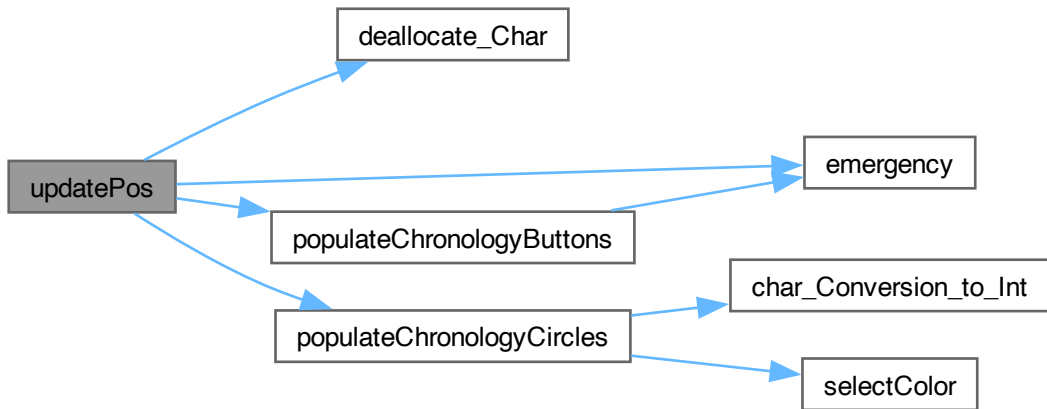 deallocate_Char
emergency
updatePos
populateChronologyButtons
char_Conversion_to_Int
populateChronologyCircles
selectColor